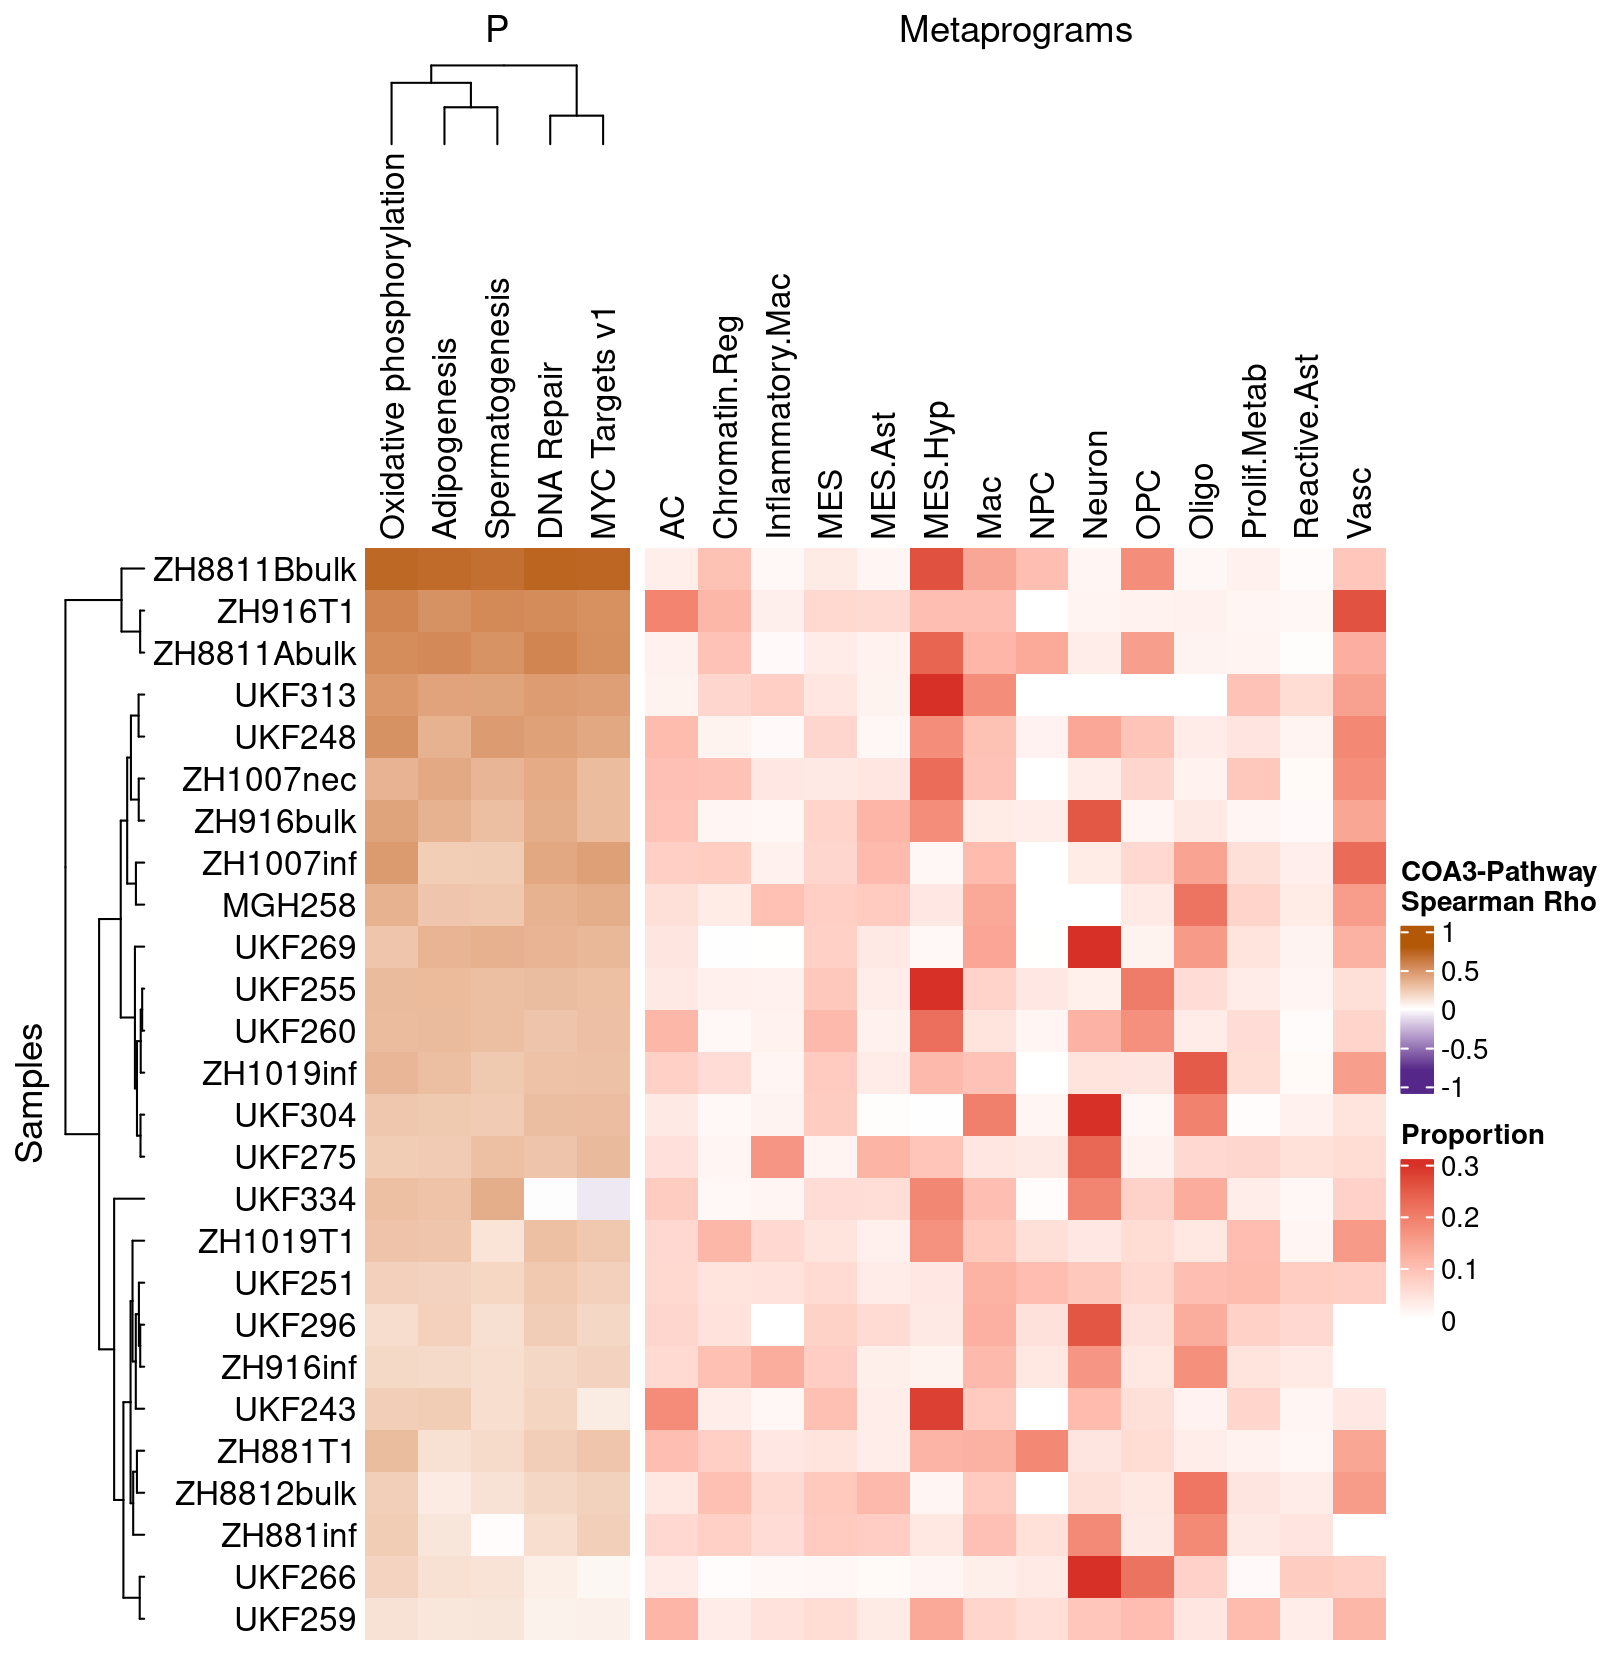 P
Metaprograms
Oxidative phosphorylation
Adipogenesis
Spermatogenesis
DNA Repair
MYC Targets v1
AC
Chromatin.Reg
Inflammatory.Mac
MES
MES.Ast
MES.Hyp
Mac
NPC
Neuron
OPC
Oligo
Prolif.Metab
Reactive.Ast
Vasc
Samples
ZH8811Bbulk
ZH916T1
ZH8811Abulk
UKF313
UKF248
ZH1007nec
ZH916bulk
ZH1007inf
MGH258
UKF269
UKF255
UKF260
ZH1019inf
UKF304
UKF275
UKF334
ZH1019T1
UKF251
UKF296
ZH916inf
UKF243
ZH881T1
ZH8812bulk
ZH881inf
UKF266
UKF259
COA3-Pathway
Spearman Rho
1
0.5
0
-0.5
-1
Proportion
0.3
0.2
0.1
0